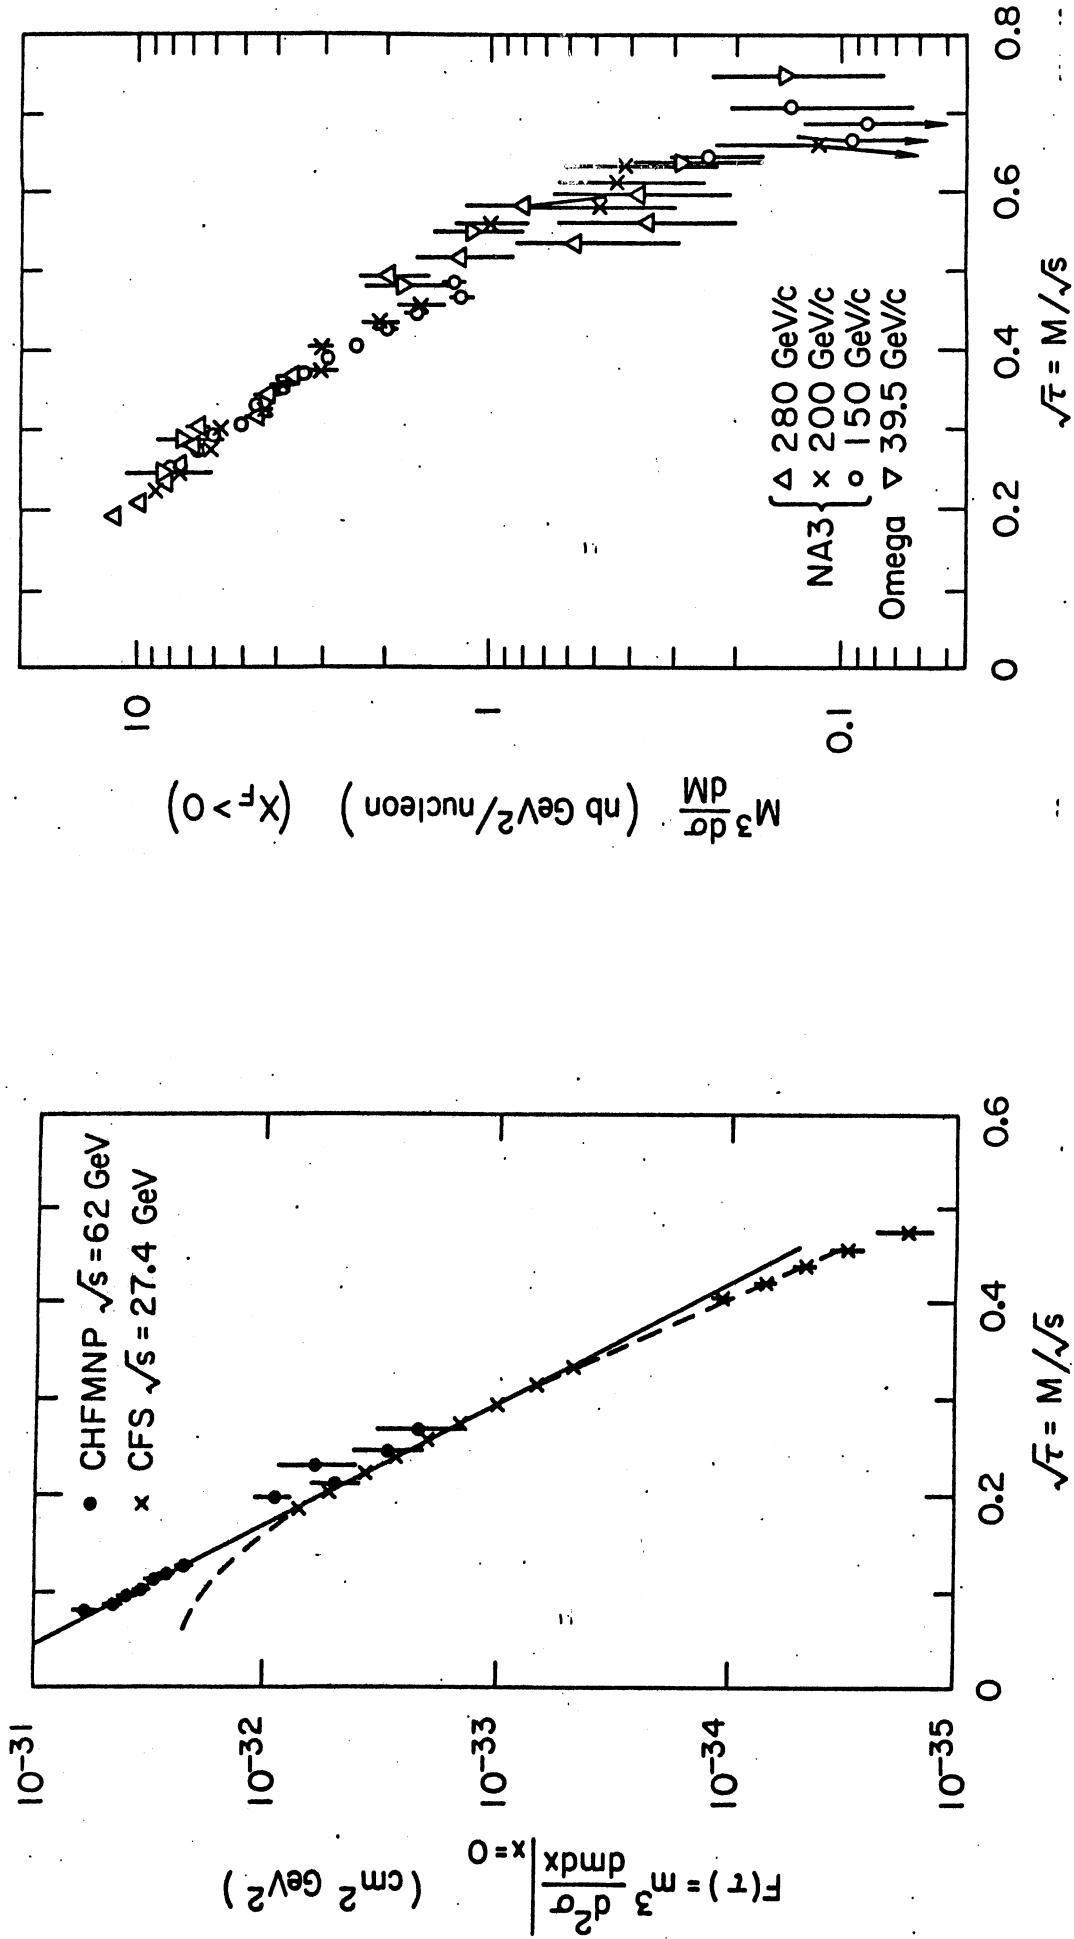 F(τ) = m³ d²σ/dmdx |x=0 (cm² GeV²)
10⁻³¹
10⁻³²
10⁻³³
10⁻³⁴
10⁻³⁵
● CHFMNP √s = 62 GeV
× CFS √s = 27.4 GeV
0 0.2 0.4 0.6
√τ = M/√s
M³ dσ/dM (nb GeV²/nucleon) (X_F > 0)
10
1
0.1
NA3 { △ 280 GeV/c
× 200 GeV/c
○ 150 GeV/c
Omega ▽ 39.5 GeV/c
0 0.2 0.4 0.6 0.8
√τ = M/√s